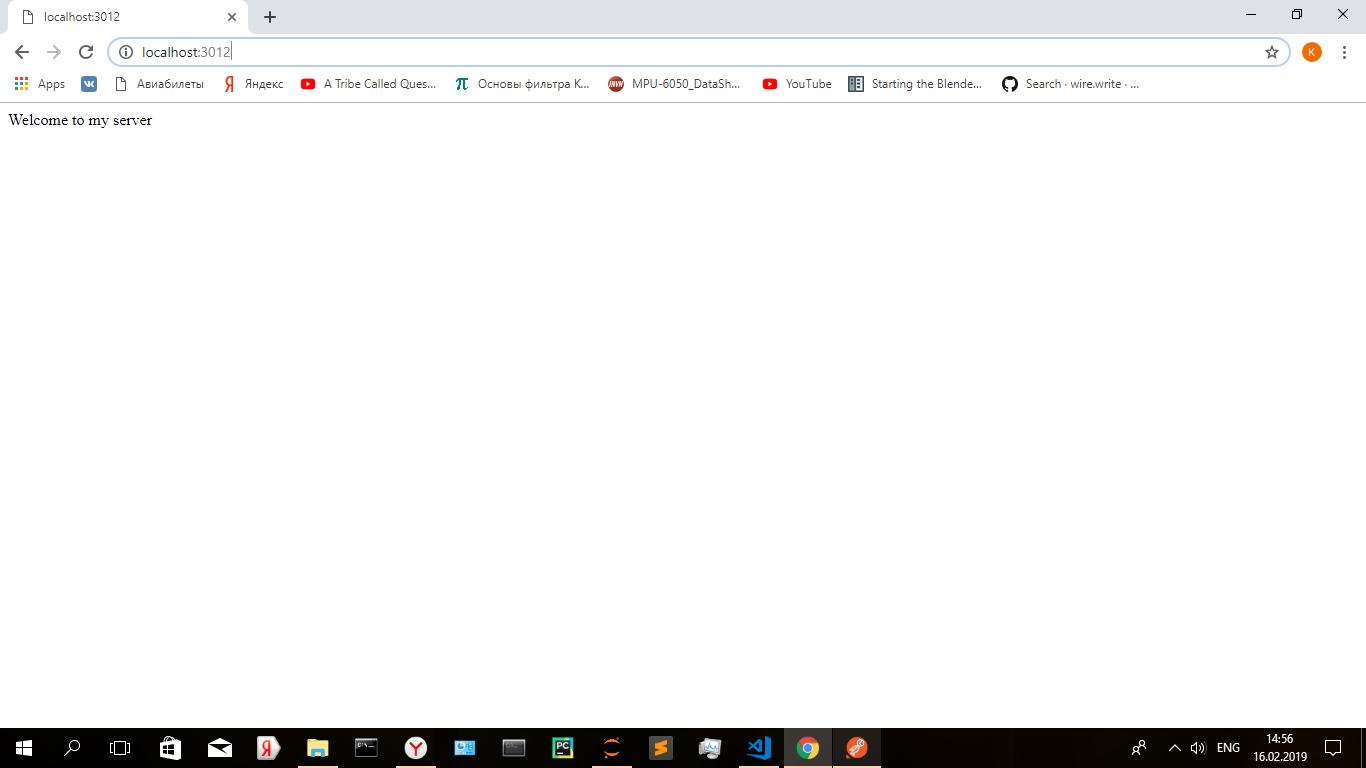 localhost:3012
localhost:3012
K
Apps Авиабилеты Яндекс A Tribe Called Ques... Основы фильтра К... MPU-6050_DataSh... YouTube Starting the Blende... Search · wire.write · ...
Welcome to my server
ENG
14:56
16.02.2019